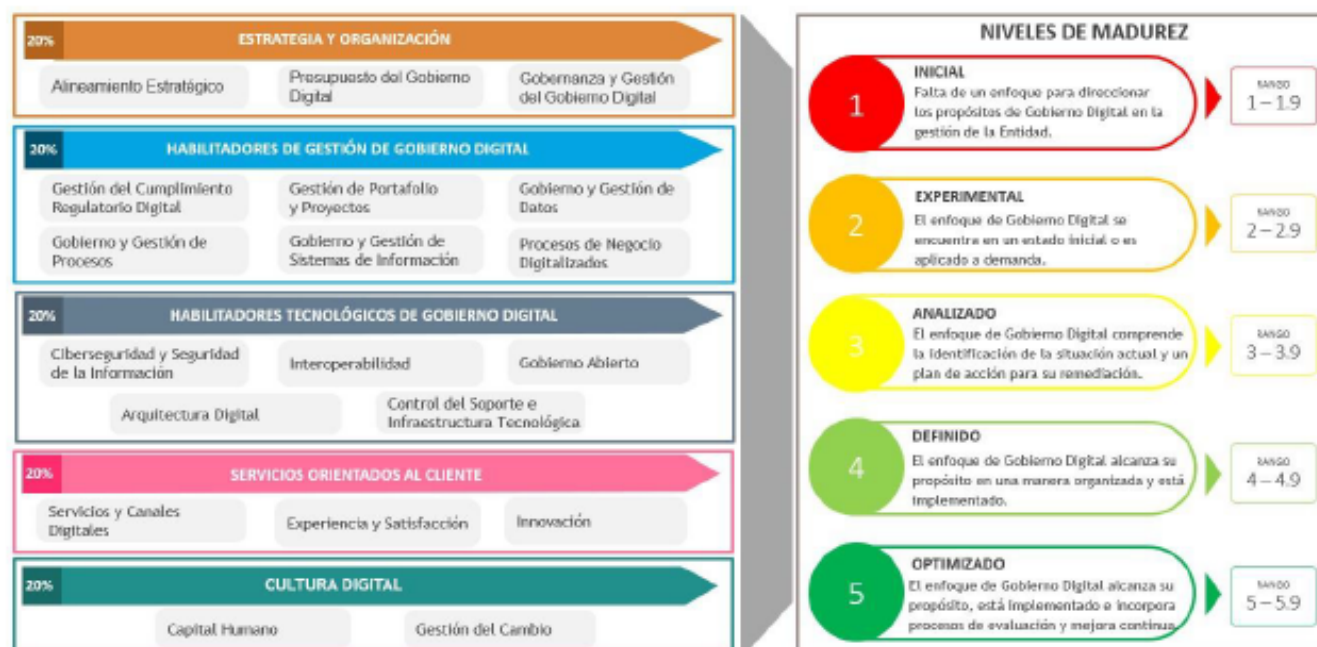 20%
ESTRATEGIA Y ORGANIZACIÓN
Alineamiento Estratégico
Presupuesto del Gobierno
Digital
Gobernanza y Gestión
del Gobierno Digital
20%
HABILITADORES DE GESTIÓN DE GOBIERNO DIGITAL
Gestión del Cumplimiento
Regulatorio Digital
Gestión de Portafolio
y Proyectos
Gobierno y Gestión de
Datos
Gobierno y Gestión de
Procesos
Gobierno y Gestión de
Sistemas de Información
Procesos de Negocio
Digitalizados
20%
HABILITADORES TECNOLÓGICOS DE GOBIERNO DIGITAL
Ciberseguridad y Seguridad
de la Información
Interoperabilidad
Gobierno Abierto
Arquitectura Digital
Control del Soporte e
Infraestructura Tecnológica
20%
SERVICIOS ORIENTADOS AL CLIENTE
Servicios y Canales
Digitales
Experiencia y Satisfacción
Innovación
20%
CULTURA DIGITAL
Capital Humano
Gestión del Cambio
NIVELES DE MADUREZ
1
INICIAL
Falta de un enfoque para direccionar
los propósitos de Gobierno Digital en la
gestión de la Entidad.
RANGO
1 – 1.9
2
EXPERIMENTAL
El enfoque de Gobierno Digital se
encuentra en un estado inicial o es
aplicado a demanda.
RANGO
2 – 2.9
3
ANALIZADO
El enfoque de Gobierno Digital comprende
la identificación de la situación actual y un
plan de acción para su remediación.
RANGO
3 – 3.9
4
DEFINIDO
El enfoque de Gobierno Digital alcanza su
propósito en una manera organizada y está
implementado.
RANGO
4 – 4.9
5
OPTIMIZADO
El enfoque de Gobierno Digital alcanza su
propósito, está implementado e incorpora
procesos de evaluación y mejora continua.
RANGO
5 – 5.9